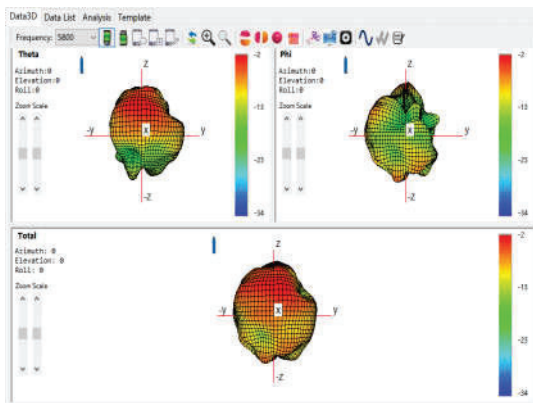 Data3D Data List Analysis Template
Frequency: 5800
Theta
Azimuth:0
Elevation:0
Roll:0
Zoom Scale
z
-y
x
y
-z
-2
-13
-23
-34
Phi
Azimuth:0
Elevation:0
Roll:0
Zoom Scale
z
-y
x
y
-z
-2
-13
-23
-34
Total
Azimuth: 0
Elevation: 0
Roll: 0
Zoom Scale
z
-y
x
y
-z
-2
-13
-23
-34